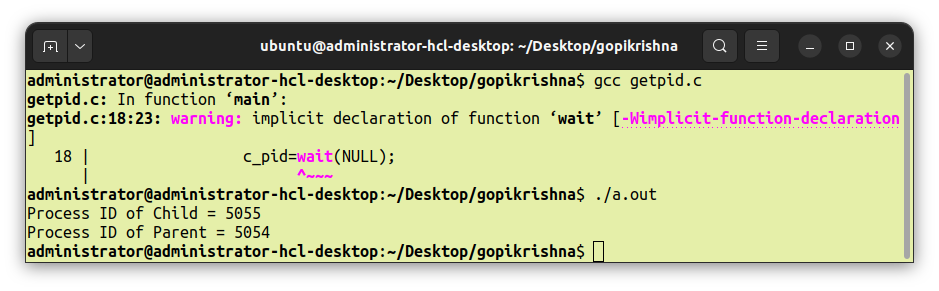 ubuntu@administrator-hcl-desktop: ~/Desktop/gopikrishna
administrator@administrator-hcl-desktop:~/Desktop/gopikrishna$ gcc getpid.c
getpid.c: In function ‘main’:
getpid.c:18:23: warning: implicit declaration of function ‘wait’ [-Wimplicit-function-declaration
]
   18 |                 c_pid=wait(NULL);
      |                       ^~~~
administrator@administrator-hcl-desktop:~/Desktop/gopikrishna$ ./a.out
Process ID of Child = 5055
Process ID of Parent = 5054
administrator@administrator-hcl-desktop:~/Desktop/gopikrishna$